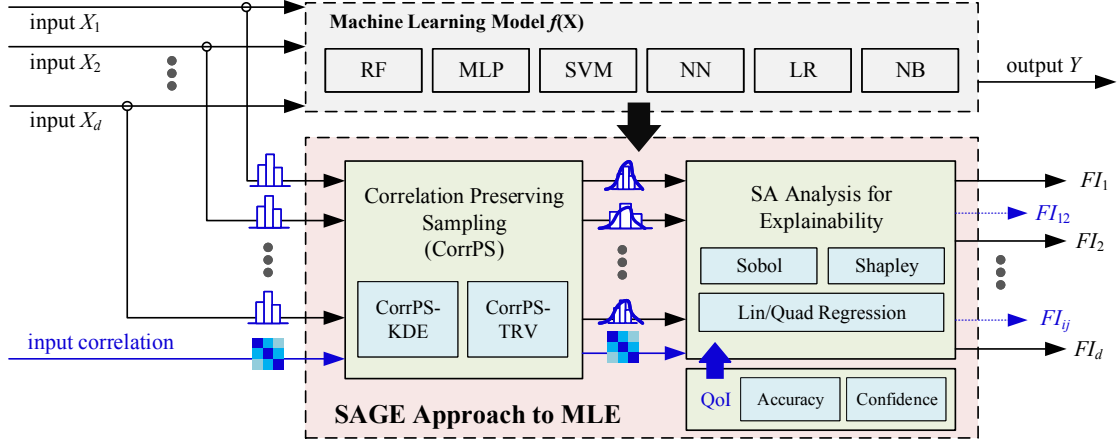 input X1
input X2
input Xd
Machine Learning Model f(X)
RF
MLP
SVM
NN
LR
NB
output Y
Correlation Preserving
Sampling
(CorrPS)
CorrPS-
KDE
CorrPS-
TRV
SA Analysis for
Explainability
Sobol
Shapley
Lin/Quad Regression
FI1
FI12
FI2
FIij
FId
input correlation
QoI
Accuracy
Confidence
SAGE Approach to MLE